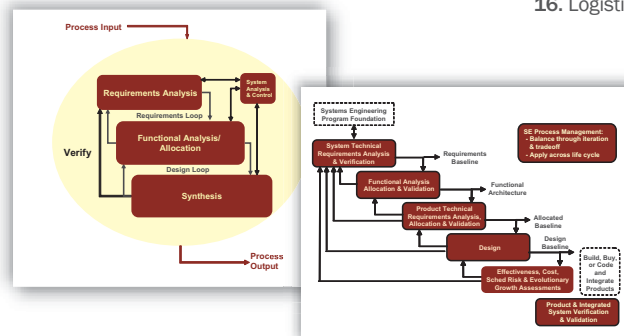 16. Logisti
Process Input
Requirements Analysis
System
Analysis
& Control
Requirements Loop
Functional Analysis/
Allocation
Verify
Design Loop
Synthesis
Process
Output
Systems Engineering
Program Foundation
SE Process Management:
- Balance through iteration
& tradeoff
- Apply across life cycle
System Technical
Requirements Analysis
& Verification
Requirements
Baseline
Functional Analysis
Allocation & Validation
Functional
Architecture
Product Technical
Requirements Analysis,
Allocation & Validation
Allocated
Baseline
Design
Design
Baseline
Build, Buy,
or Code
and
Integrate
Products
Effectiveness, Cost,
Sched Risk & Evolutionary
Growth Assessments
Product & Integrated
System Verification
& Validation